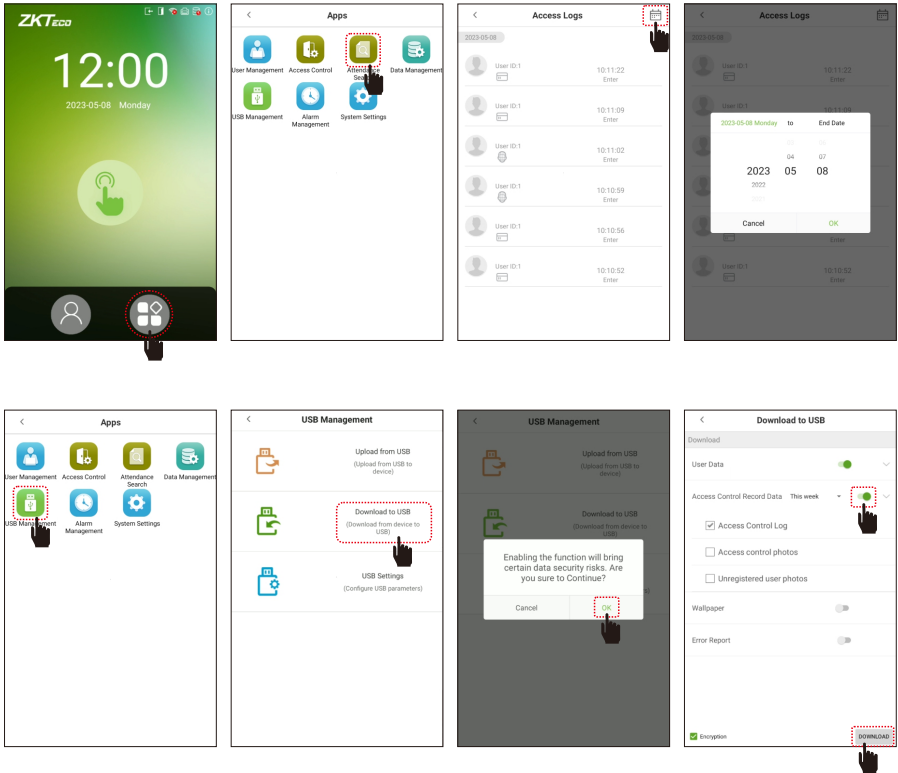 ZKTECO
12:00
2023-05-08 Monday
Apps
User Management
Access Control
Attendance
Search
Data Management
USB Management
Alarm
Management
System Settings
Access Logs
2023-05-08
User ID:1
10:11:22
Enter
User ID:1
10:11:09
Enter
User ID:1
10:11:02
Enter
User ID:1
10:10:59
Enter
User ID:1
10:10:56
Enter
User ID:1
10:10:52
Enter
Access Logs
2023-05-08
User ID:1
10:11:22
Enter
User ID:1
10:11:09
2023-05-08 Monday to End Date
04 07
2023 05 08
2022
Cancel OK
Enter
User ID:1
10:10:52
Enter
Apps
User Management
Access Control
Attendance
Search
Data Management
USB Management
Alarm
Management
System Settings
USB Management
Upload from USB
(Upload from USB to
device)
Download to USB
(Download from device to
USB)
USB Settings
(Configure USB parameters)
USB Management
Upload from USB
(Upload from USB to
device)
Download to USB
(Download from device to
USB)
Enabling the function will bring
certain data security risks. Are
you sure to Continue?
Cancel OK
Download to USB
Download
User Data
Access Control Record Data This week
Access Control Log
Access control photos
Unregistered user photos
Wallpaper
Error Report
Encryption
DOWNLOAD